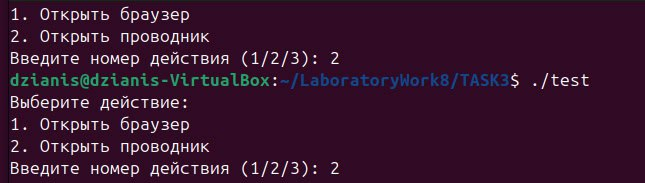 1. Открыть браузер
2. Открыть проводник
Введите номер действия (1/2/3): 2
dzianis@dzianis-VirtualBox:~/LaboratoryWork8/TASK3$ ./test
Выберите действие:
1. Открыть браузер
2. Открыть проводник
Введите номер действия (1/2/3): 2